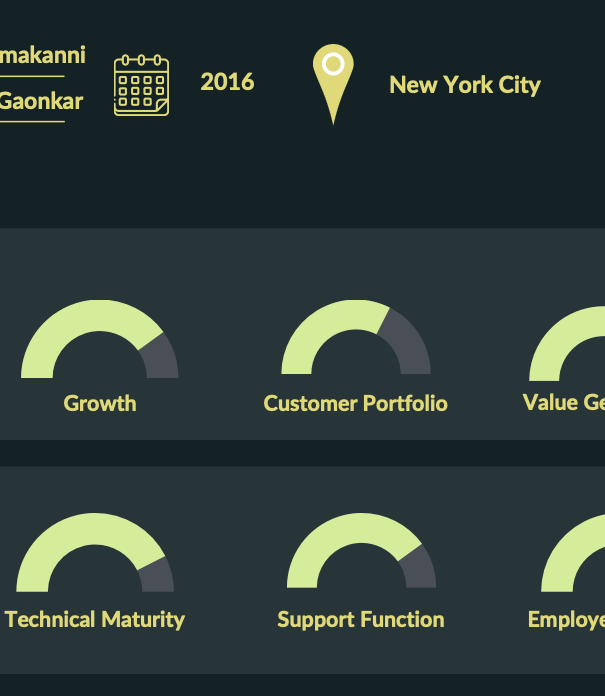 makanni
Gaonkar
2016
New York City
Growth
Customer Portfolio
Value Ge
Technical Maturity
Support Function
Employe